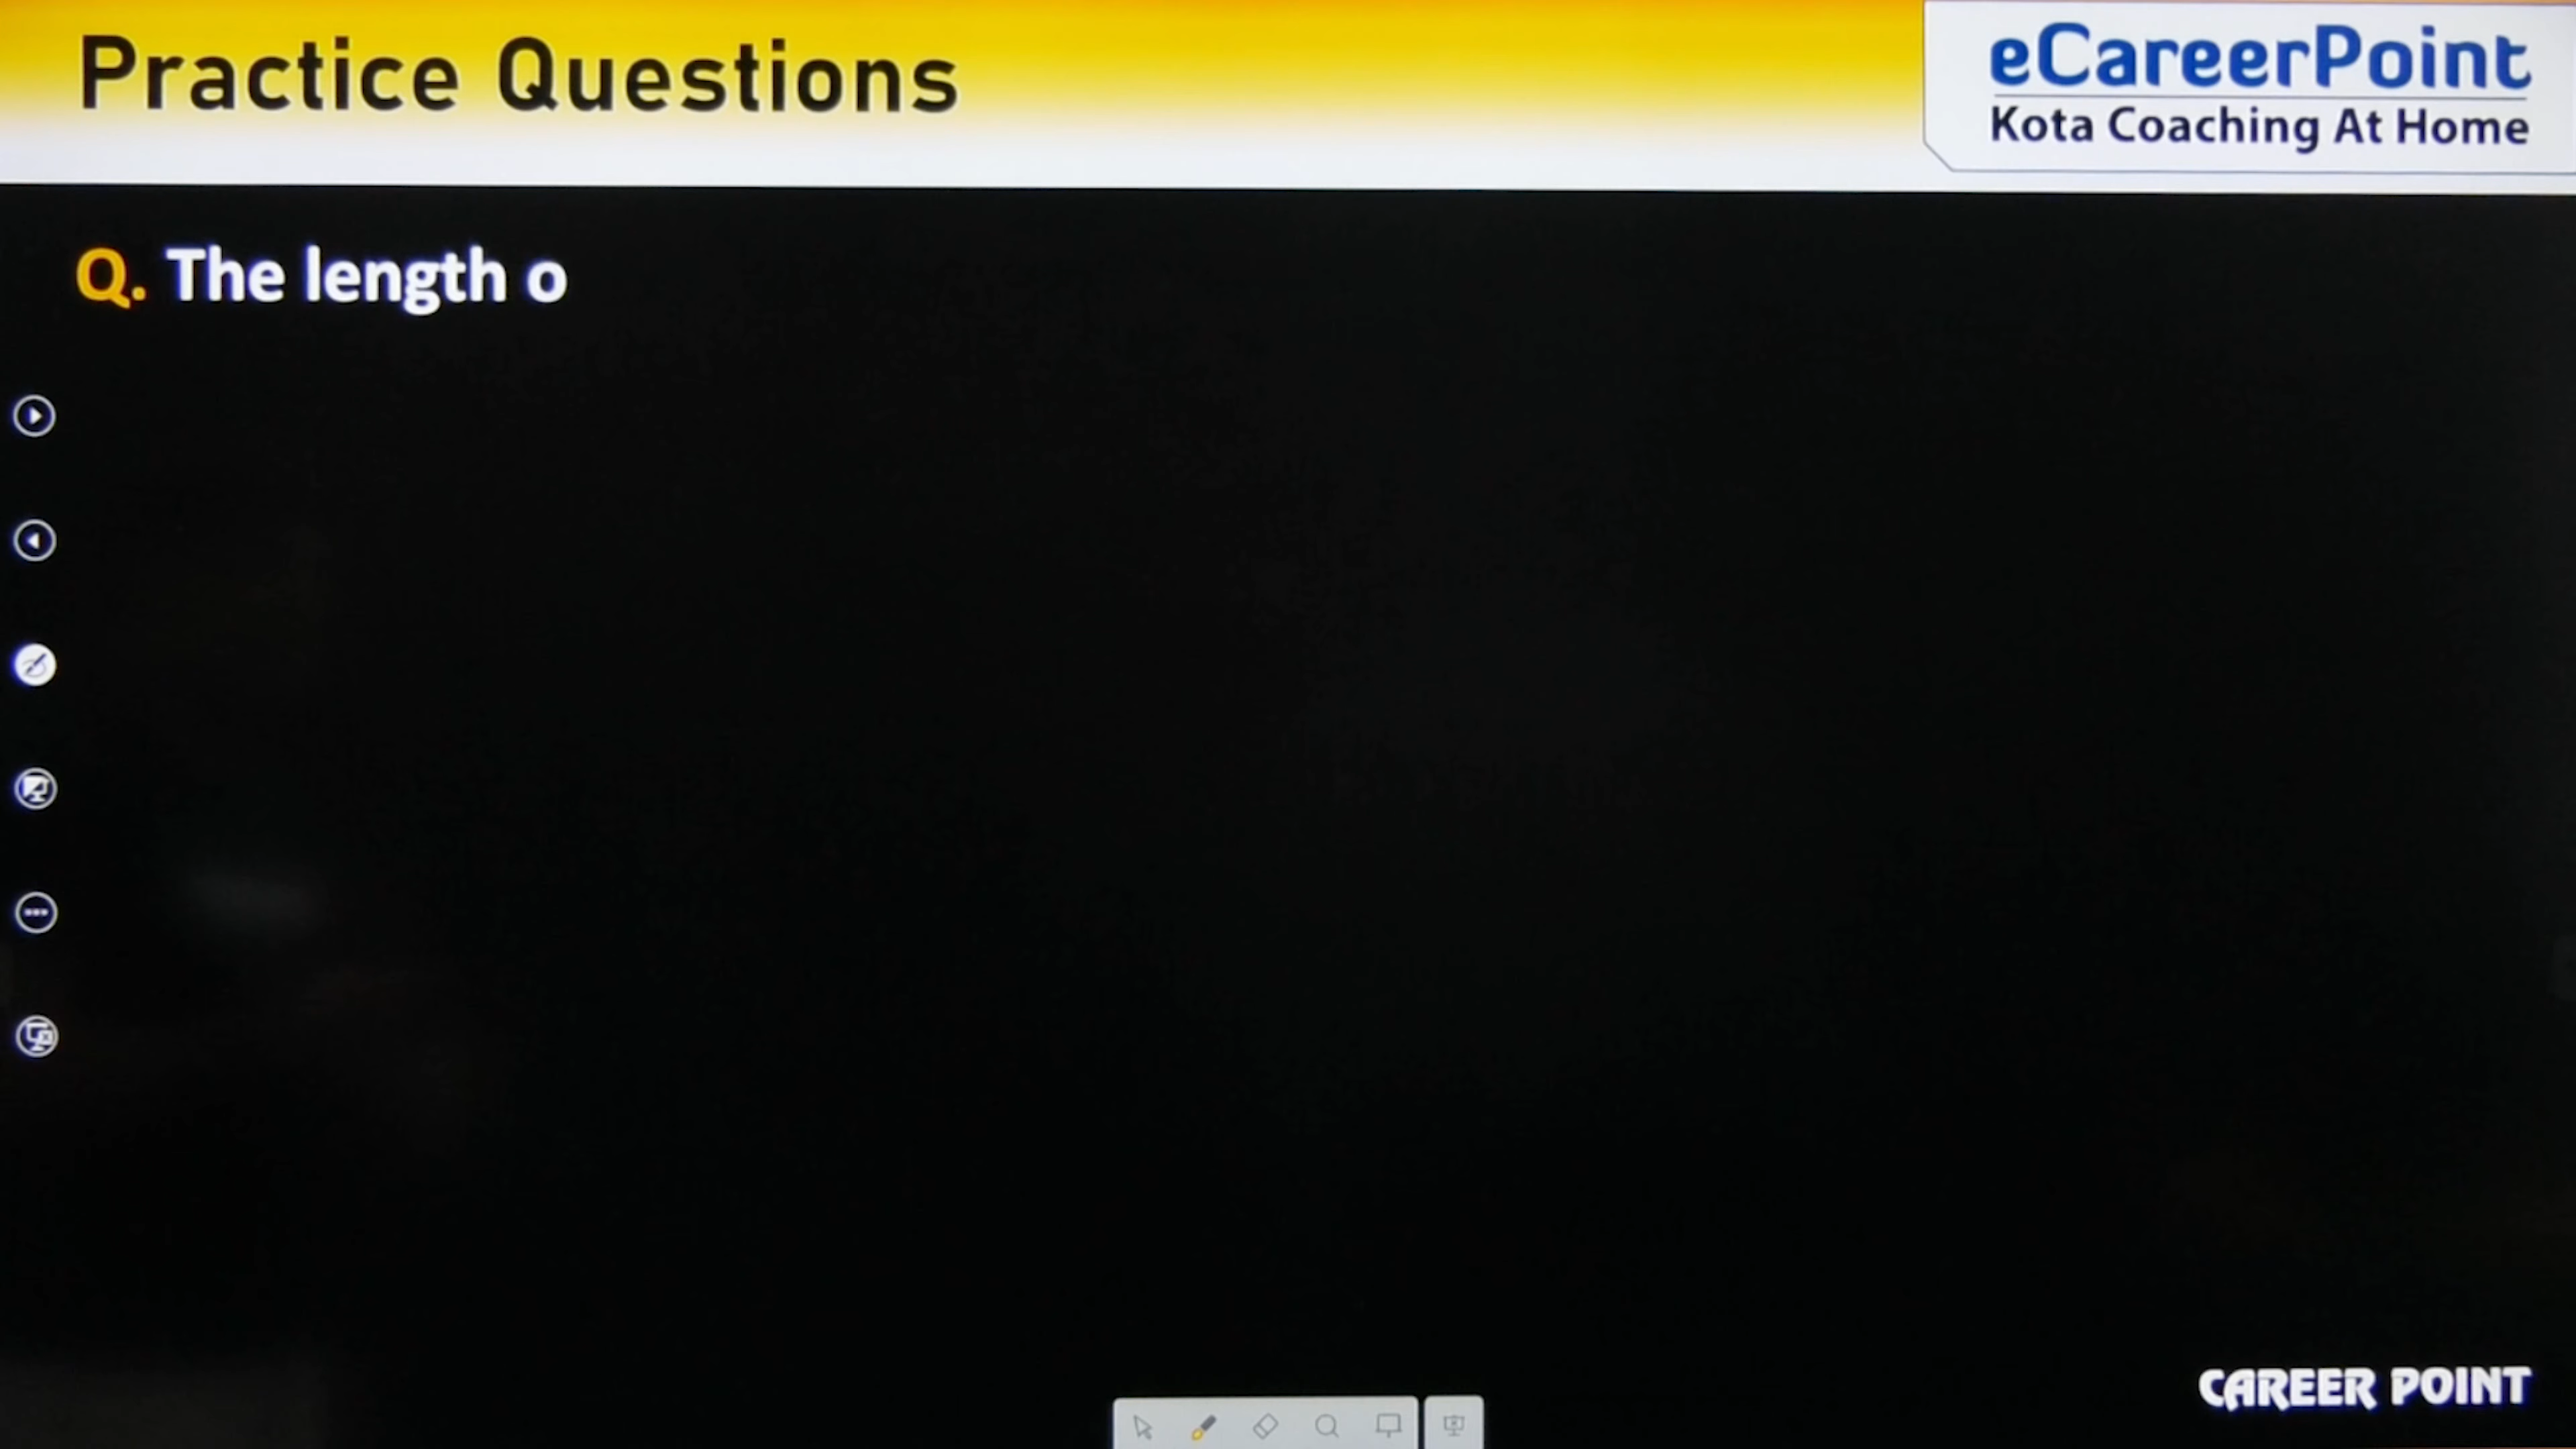 Practice Questions
eCareerPoint
Kota Coaching At Home
Q. The length o
CAREER POINT